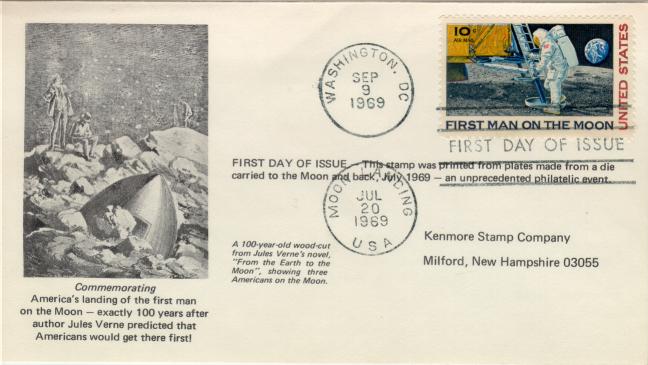 WASHINGTON, DC
SEP
9
1969
10c
AIR MAIL
UNITED STATES
FIRST MAN ON THE MOON
FIRST DAY OF ISSUE
FIRST DAY OF ISSUE — This stamp was printed from plates made from a die
carried to the Moon and back, July 1969 — an unprecedented philatelic event.
MOON LANDING
JUL
20
1969
USA
Kenmore Stamp Company
Milford, New Hampshire 03055
A 100-year-old wood-cut
from Jules Verne's novel,
"From the Earth to the
Moon", showing three
Americans on the Moon.
Commemorating
America's landing of the first man
on the Moon — exactly 100 years after
author Jules Verne predicted that
Americans would get there first!